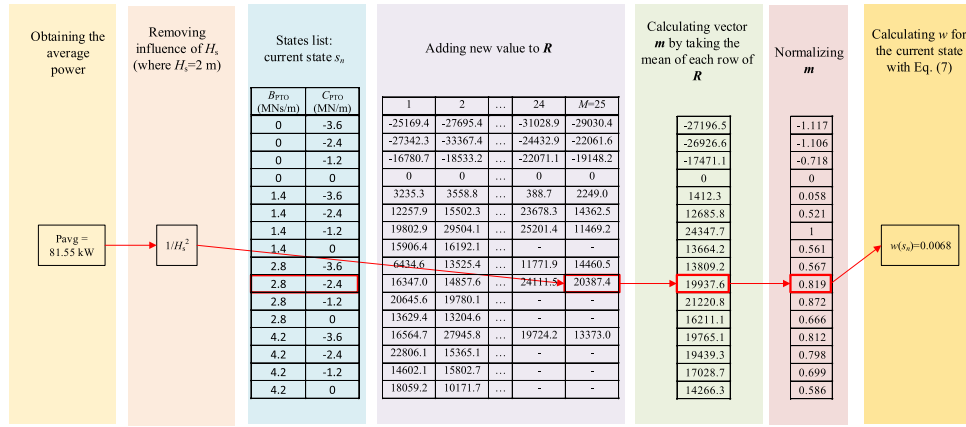 Obtaining the
average
power
Removing
influence of Hs
(where Hs=2 m)
States list:
current state sn
Adding new value to R
Calculating vector
m by taking the
mean of each row of
R
Normalizing
m
Calculating w for
the current state
with Eq. (7)
Pavg =
81.55 kW
1/Hs²
BPTO (MNs/m) CPTO (MN/m)
0 -3.6
0 -2.4
0 -1.2
0 0
1.4 -3.6
1.4 -2.4
1.4 -1.2
1.4 0
2.8 -3.6
2.8 -2.4
2.8 -1.2
2.8 0
4.2 -3.6
4.2 -2.4
4.2 -1.2
4.2 0
1 2 … 24 M=25
-25169.4 -27695.4 … -31028.9 -29030.4
-27342.3 -33367.4 … -24432.9 -22061.6
-16780.7 -18533.2 … -22071.1 -19148.2
0 0 … 0 0
3235.3 3558.8 … 388.7 2249.0
12257.9 15502.3 … 23678.3 14362.5
19802.9 29504.1 … 25201.4 11469.2
15906.4 16192.1 … - -
6434.6 13525.4 … 11771.9 14460.5
16347.0 14857.6 … 24111.5 20387.4
20645.6 19780.1 … - -
13629.4 13204.6 … - -
16564.7 27945.8 … 19724.2 13373.0
22806.1 15365.1 … - -
14602.1 15802.7 … - -
18059.2 10171.7 … - -
-27196.5
-26926.6
-17471.1
0
1412.3
12685.8
24347.7
13664.2
13809.2
19937.6
21220.8
16211.1
19765.1
19439.3
17028.7
14266.3
-1.117
-1.106
-0.718
0
0.058
0.521
1
0.561
0.567
0.819
0.872
0.666
0.812
0.798
0.699
0.586
w(sn)=0.0068